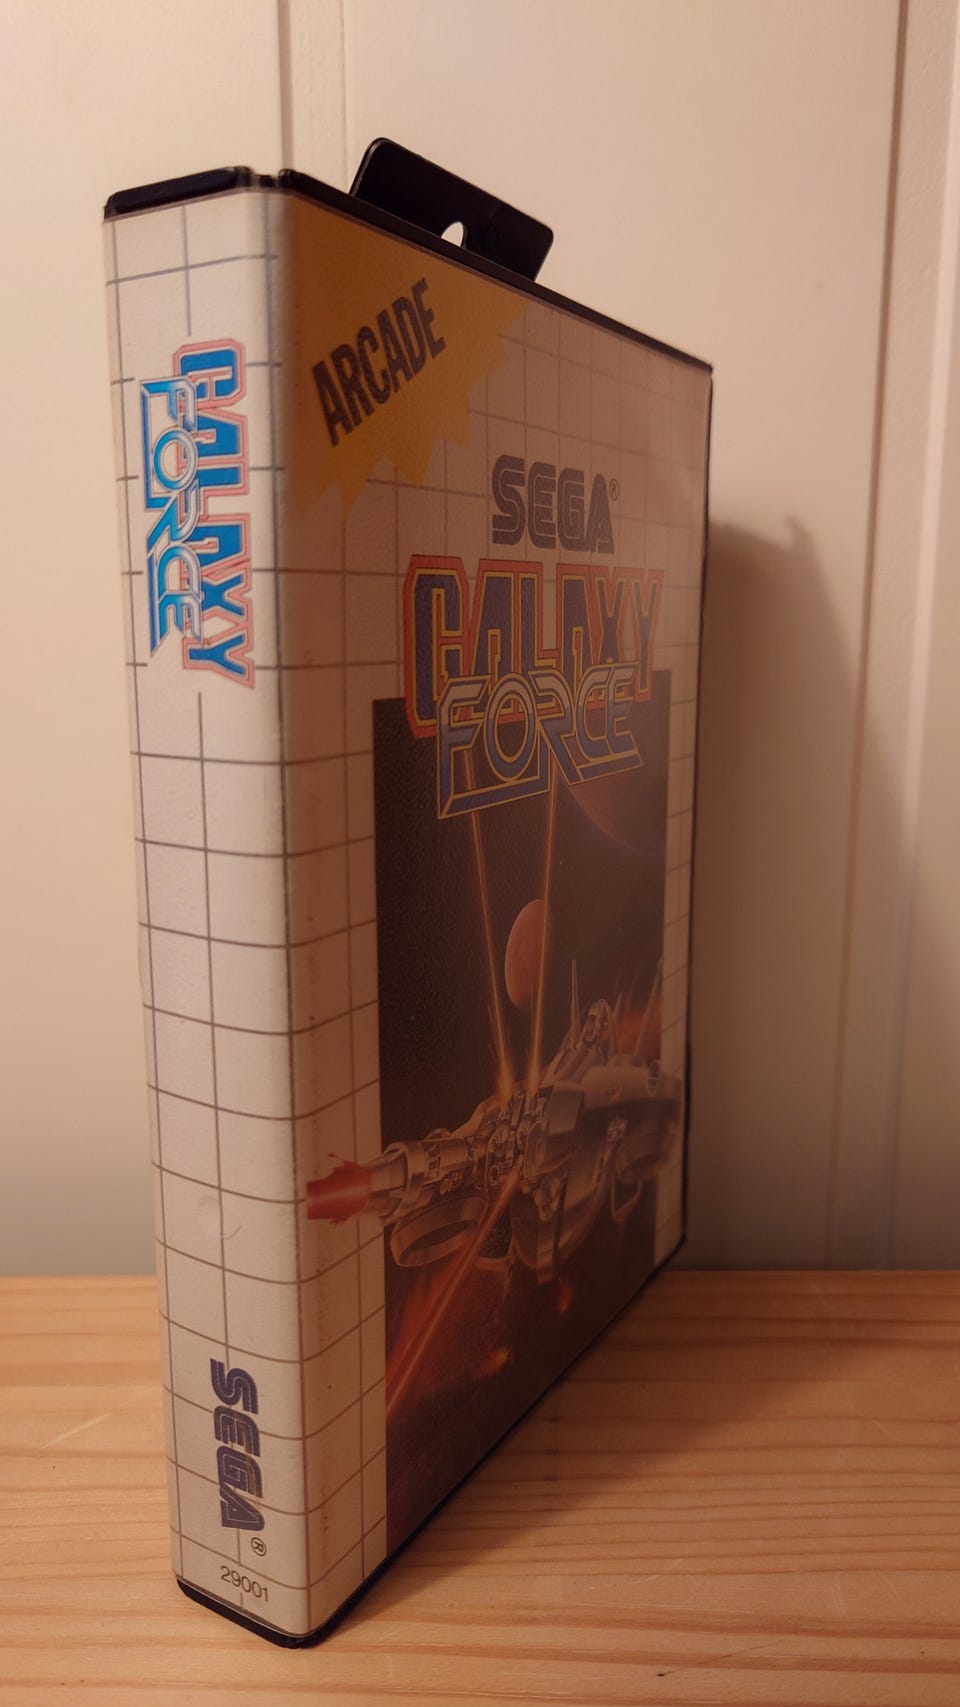 GALAXY
FORCE
SEGA®
29001
ARCADE
SEGA®
GALAXY
FORCE